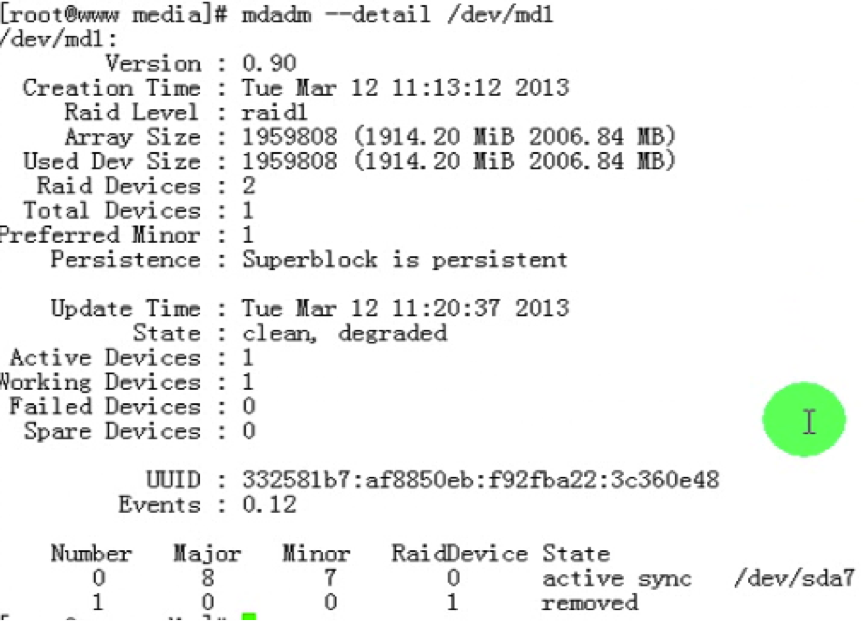 [root@www media]# mdadm --detail /dev/md1
/dev/md1:
Version : 0.90
Creation Time : Tue Mar 12 11:13:12 2013
Raid Level : raid1
Array Size : 1959808 (1914.20 MiB 2006.84 MB)
Used Dev Size : 1959808 (1914.20 MiB 2006.84 MB)
Raid Devices : 2
Total Devices : 1
Preferred Minor : 1
Persistence : Superblock is persistent
Update Time : Tue Mar 12 11:20:37 2013
State : clean, degraded
Active Devices : 1
Working Devices : 1
Failed Devices : 0
Spare Devices : 0
UUID : 332581b7:af8850eb:f92fba22:3c360e48
Events : 0.12
Number Major Minor RaidDevice State
0 8 7 0 active sync /dev/sda7
1 0 0 1 removed